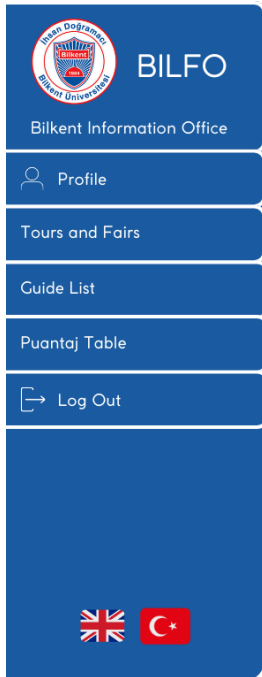 İhsan Doğramacı
Bilkent Üniversitesi
Bilkent
1984
BILFO
Bilkent Information Office
Profile
Tours and Fairs
Guide List
Puantaj Table
Log Out